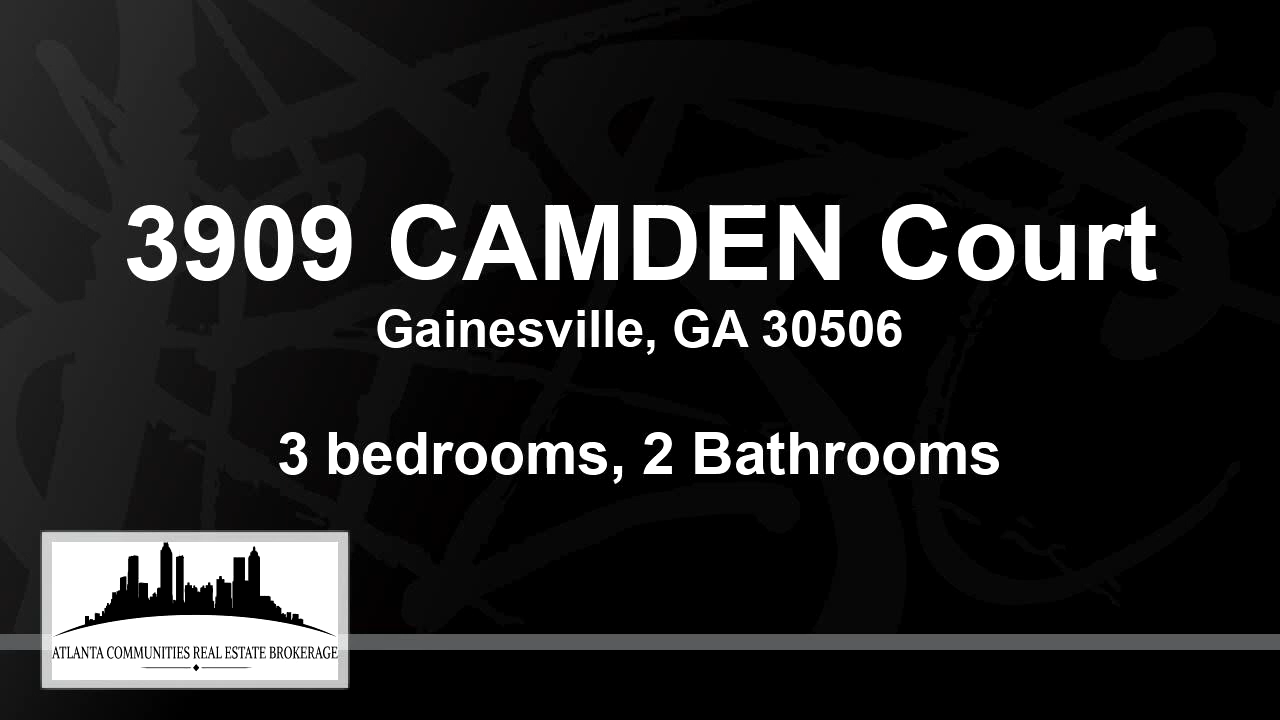 3909 CAMDEN Court
Gainesville, GA 30506
3 bedrooms, 2 Bathrooms
ATLANTA COMMUNITIES REAL ESTATE BROKERAGE